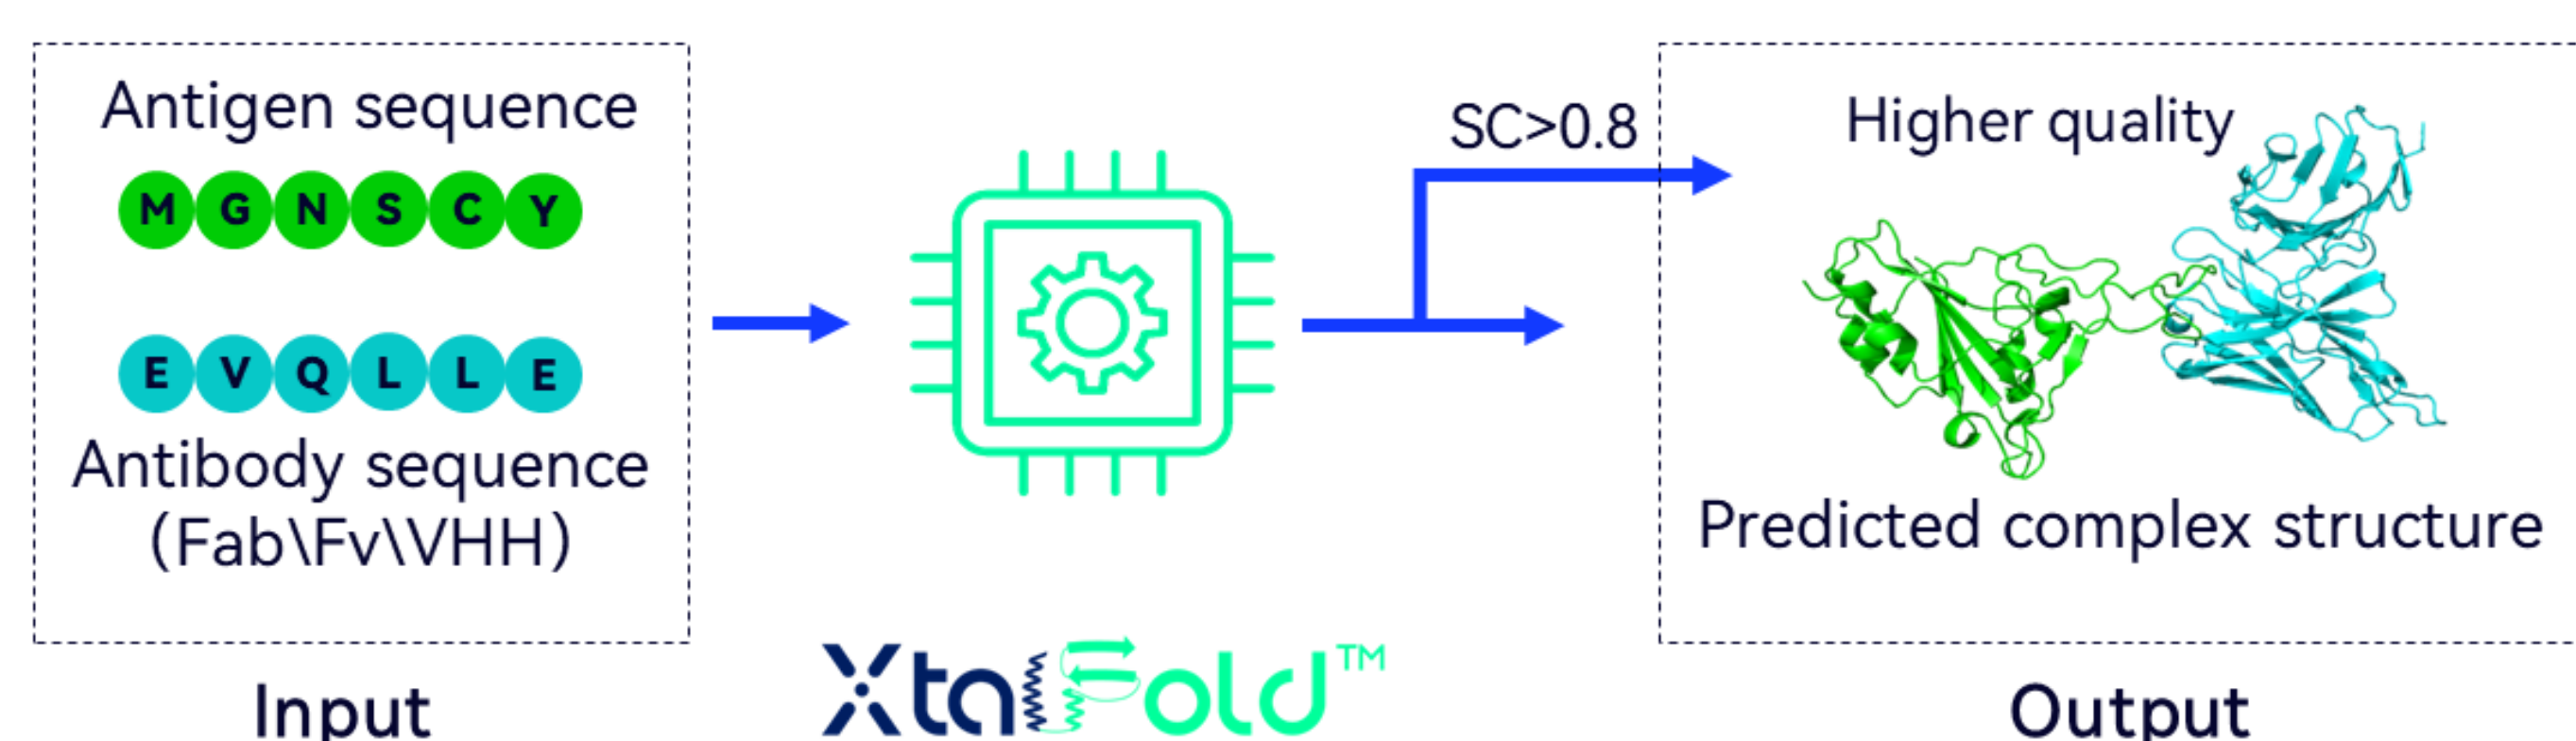 Antigen sequence
M G N S C Y
E V Q L L E
Antibody sequence
(Fab\Fv\VHH)
Input
XtalFold™
SC>0.8
Higher quality
Predicted complex structure
Output